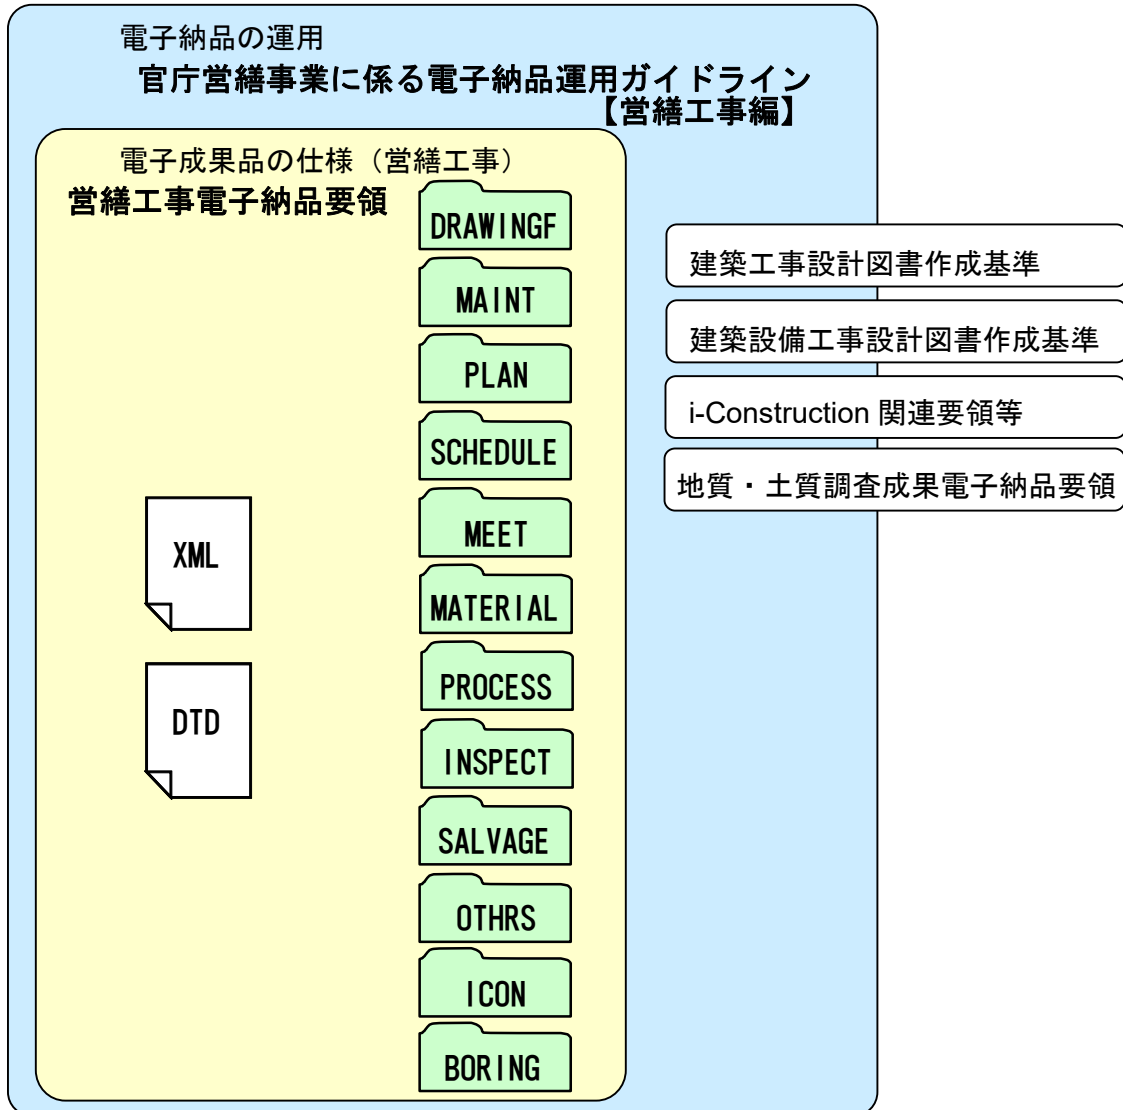 電子納品の運用
官庁営繕事業に係る電子納品運用ガイドライン
【営繕工事編】
電子成果品の仕様（営繕工事）
営繕工事電子納品要領
DRAWINGF
MAINT
PLAN
SCHEDULE
MEET
MATERIAL
PROCESS
INSPECT
SALVAGE
OTHRS
ICON
BORING
XML
DTD
建築工事設計図書作成基準
建築設備工事設計図書作成基準
i-Construction 関連要領等
地質・土質調査成果電子納品要領